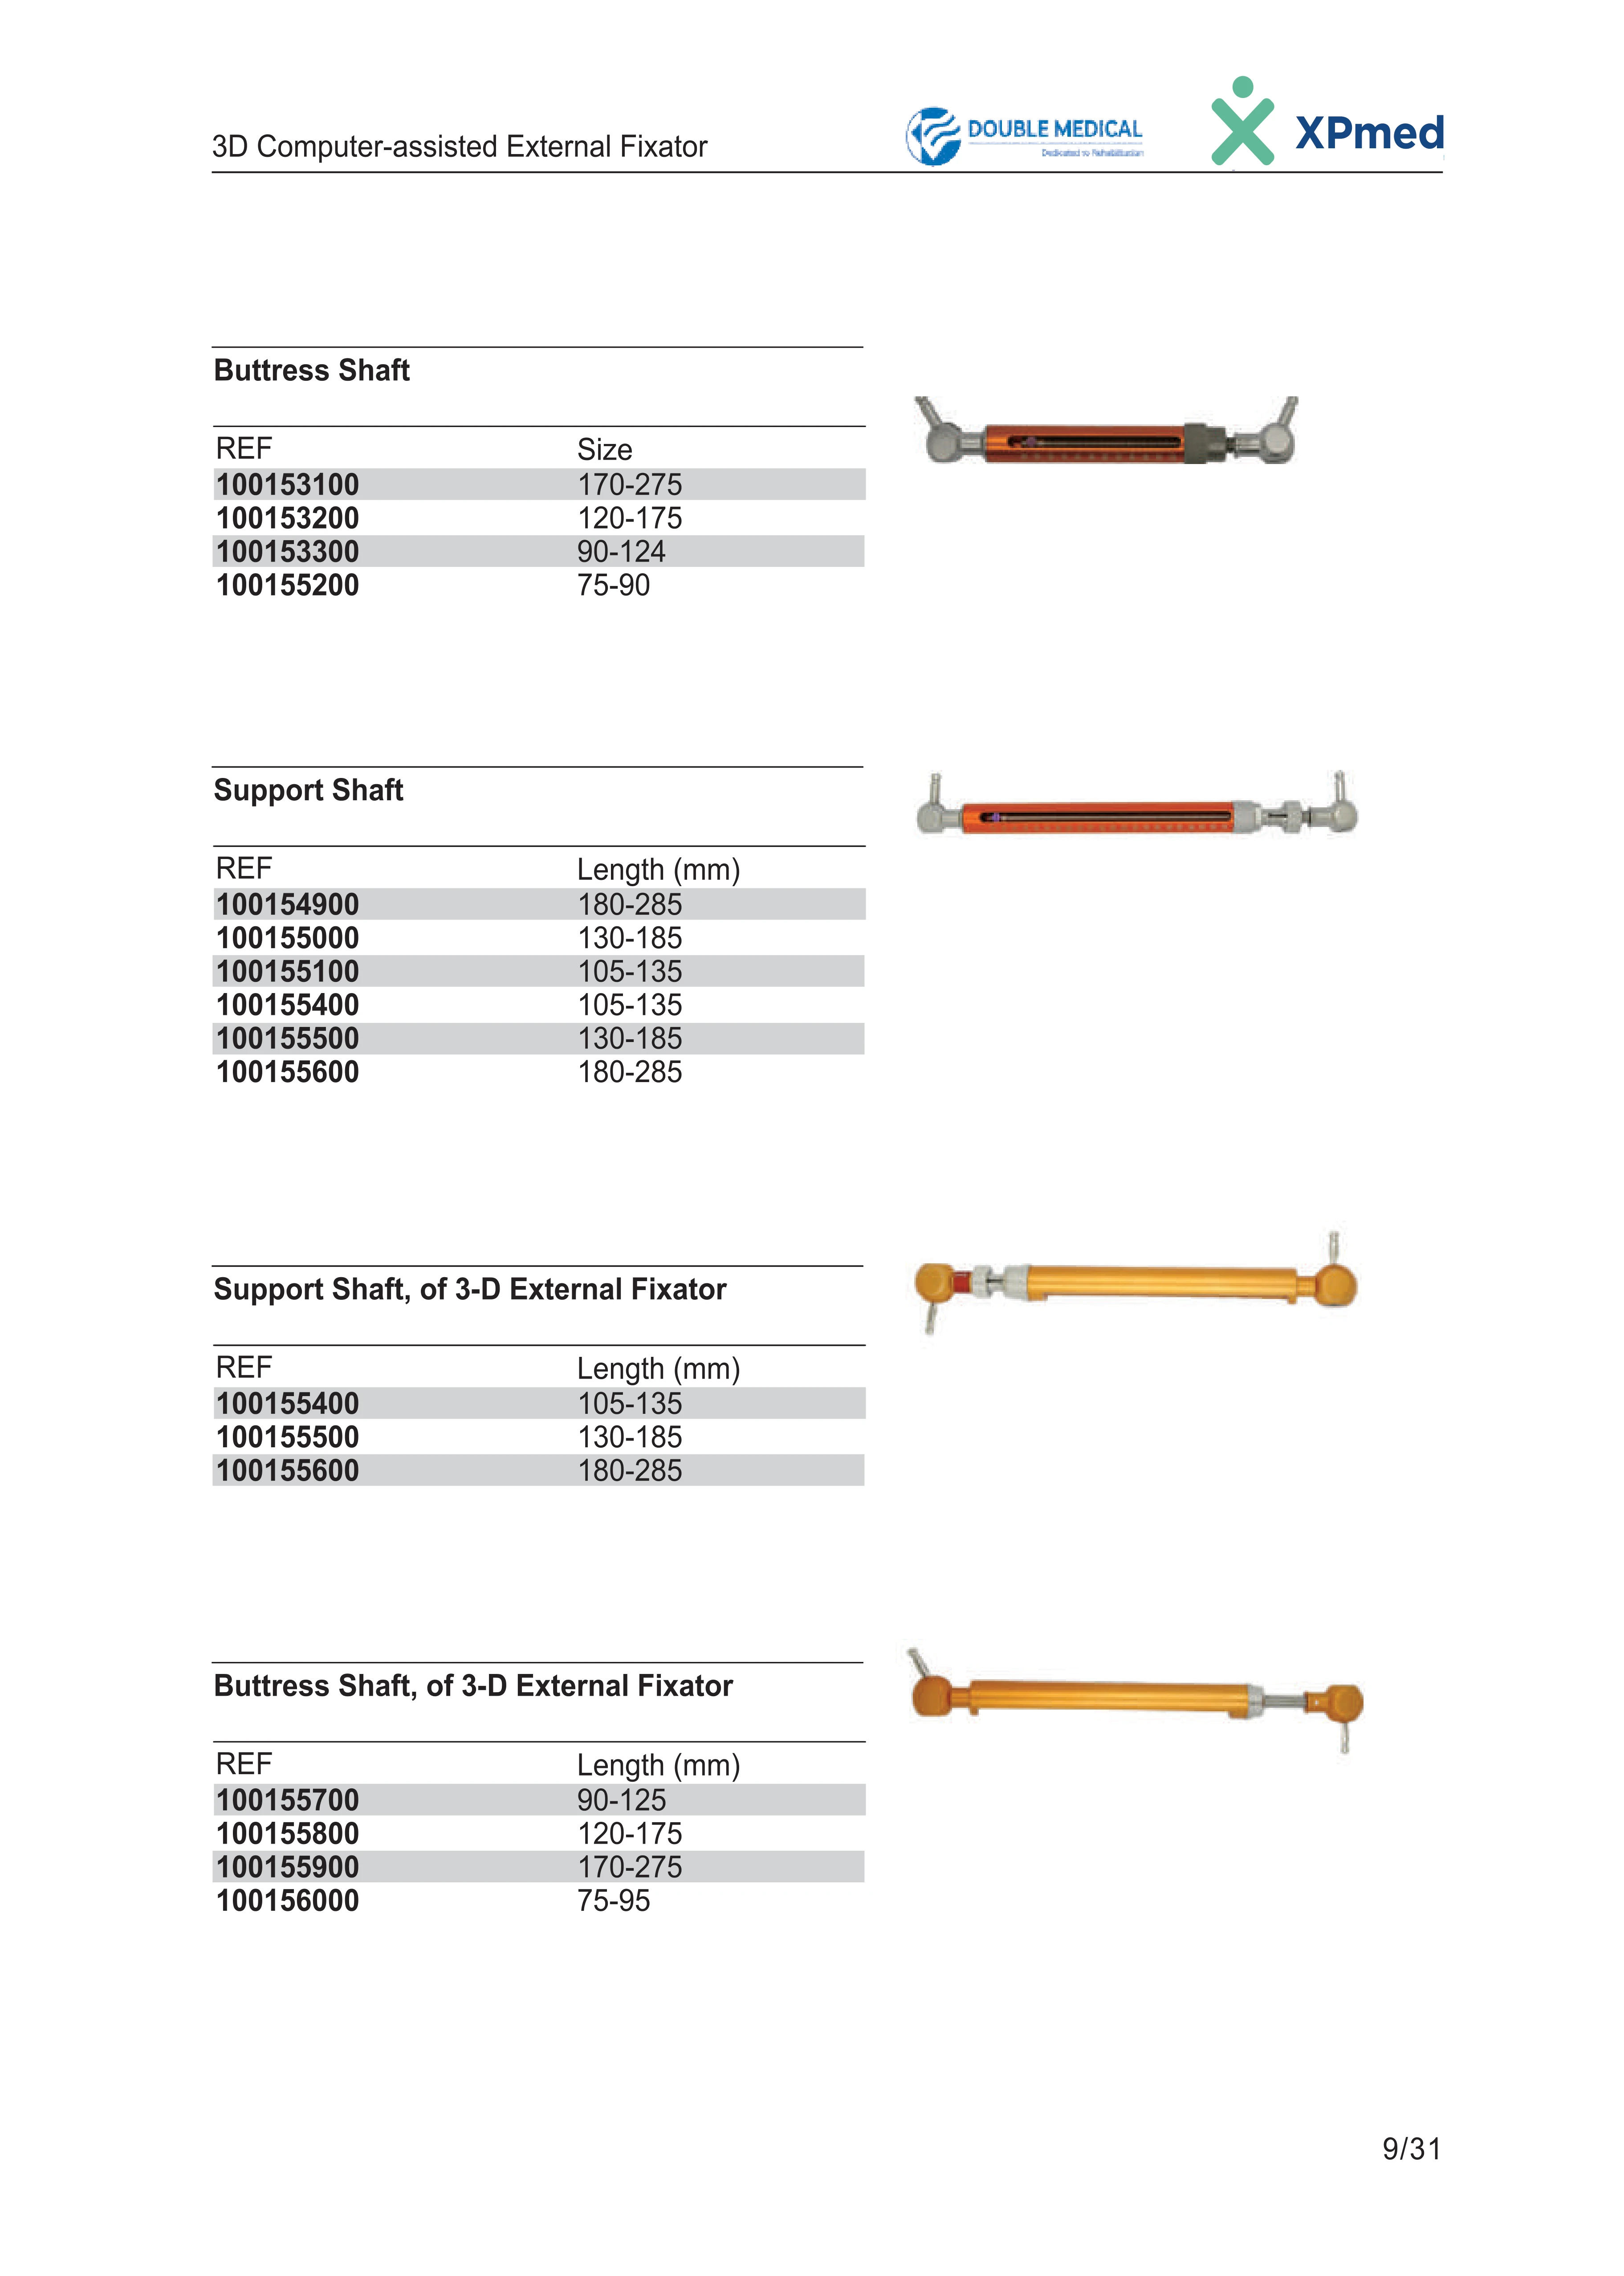 3D Computer-assisted External Fixator
DOUBLE MEDICAL
Dedicated to Rehabilitation
XPmed
Buttress Shaft
REF Size
100153100 170-275
100153200 120-175
100153300 90-124
100155200 75-90
Support Shaft
REF Length (mm)
100154900 180-285
100155000 130-185
100155100 105-135
100155400 105-135
100155500 130-185
100155600 180-285
Support Shaft, of 3-D External Fixator
REF Length (mm)
100155400 105-135
100155500 130-185
100155600 180-285
Buttress Shaft, of 3-D External Fixator
REF Length (mm)
100155700 90-125
100155800 120-175
100155900 170-275
100156000 75-95
9/31